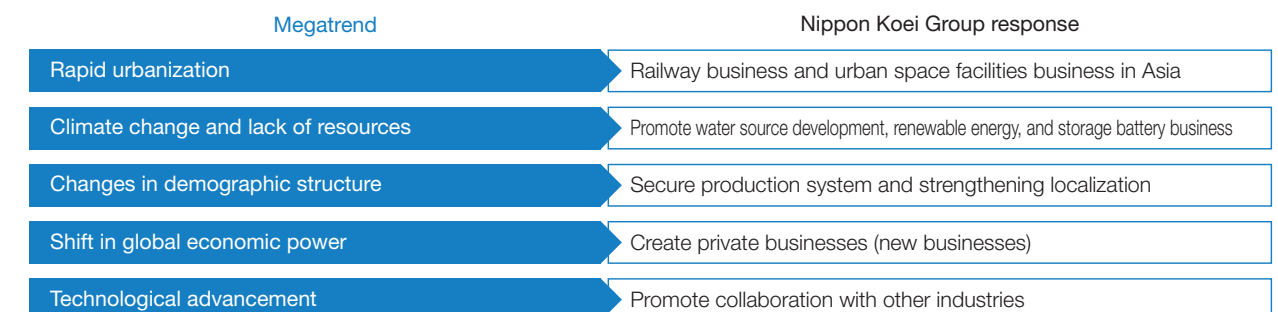 Megatrend
Nippon Koei Group response
Rapid urbanization
Railway business and urban space facilities business in Asia
Climate change and lack of resources
Promote water source development, renewable energy, and storage battery business
Changes in demographic structure
Secure production system and strengthening localization
Shift in global economic power
Create private businesses (new businesses)
Technological advancement
Promote collaboration with other industries